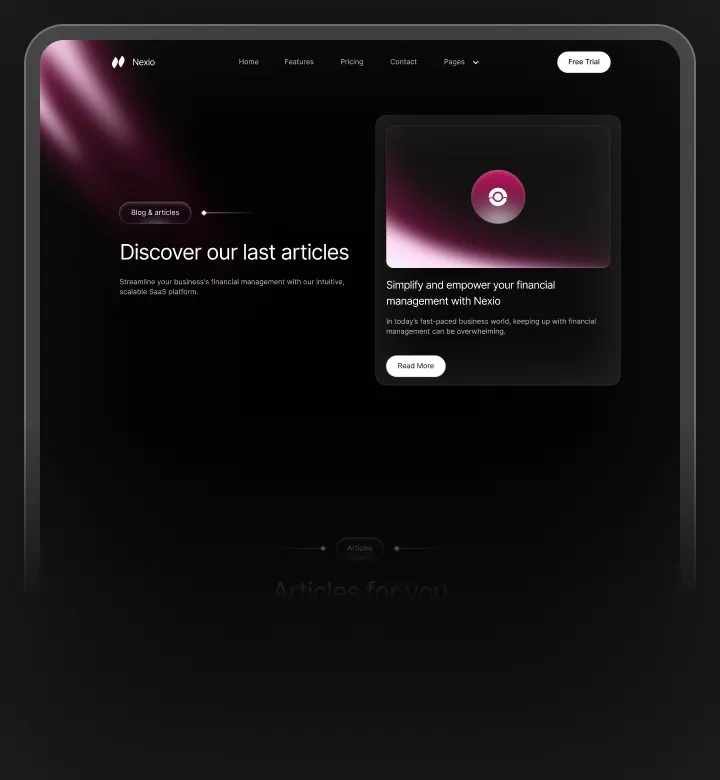 Nexio
Home
Features
Pricing
Contact
Pages
Free Trial
Blog & articles
Discover our last articles
Streamline your business's financial management with our intuitive,
scalable SaaS platform.
Simplify and empower your financial
management with Nexio
In today's fast-paced business world, keeping up with financial
management can be overwhelming.
Read More
Articles
Articles for you